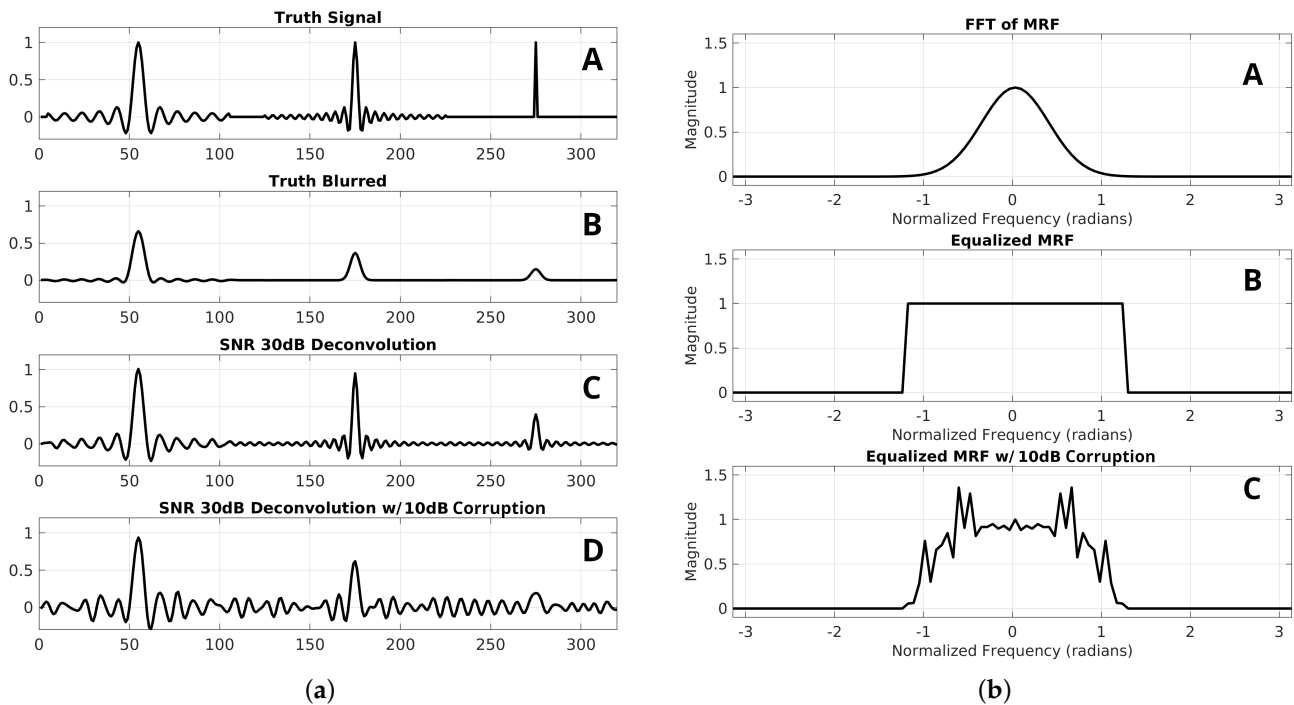 Truth Signal
A
1
0.5
0
0 50 100 150 200 250 300
Truth Blurred
B
1
0.5
0
0 50 100 150 200 250 300
SNR 30dB Deconvolution
C
1
0.5
0
0 50 100 150 200 250 300
SNR 30dB Deconvolution w/10dB Corruption
D
1
0.5
0
0 50 100 150 200 250 300
(a)
FFT of MRF
A
Magnitude
1.5
1
0.5
0
-3 -2 -1 0 1 2 3
Normalized Frequency (radians)
Equalized MRF
B
Magnitude
1.5
1
0.5
0
-3 -2 -1 0 1 2 3
Normalized Frequency (radians)
Equalized MRF w/10dB Corruption
C
Magnitude
1.5
1
0.5
0
-3 -2 -1 0 1 2 3
Normalized Frequency (radians)
(b)